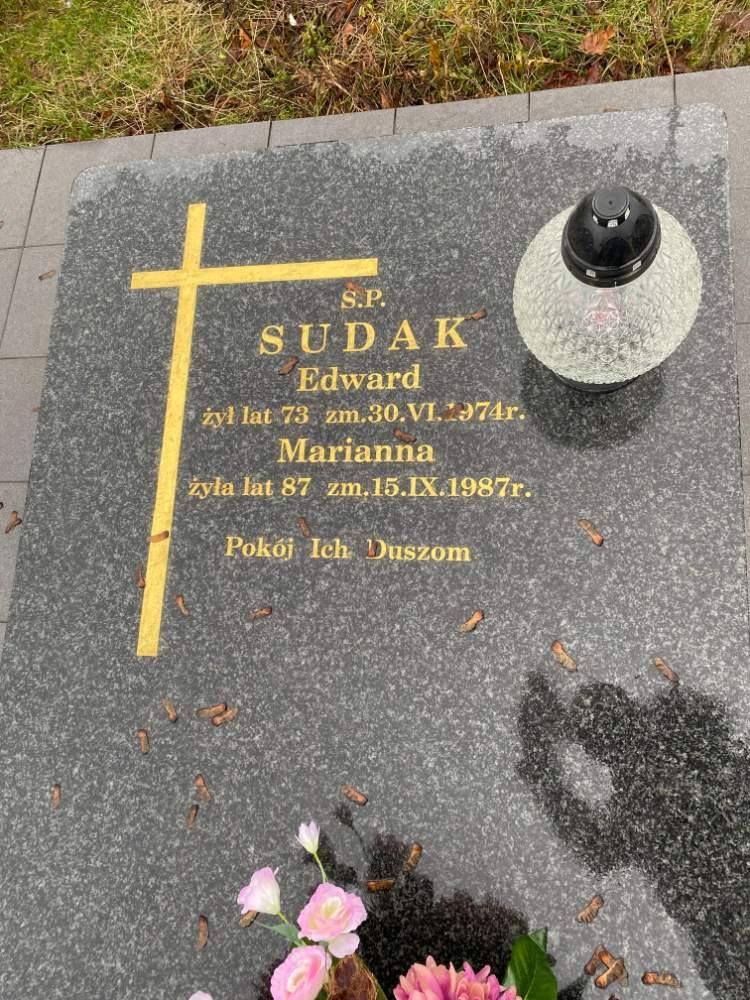 Ś.P.
SUDAK
Edward
żył lat 73 zm.30.VI.1974r.
Marianna
żyła lat 87 zm.15.IX.1987r.
Pokój Ich Duszom